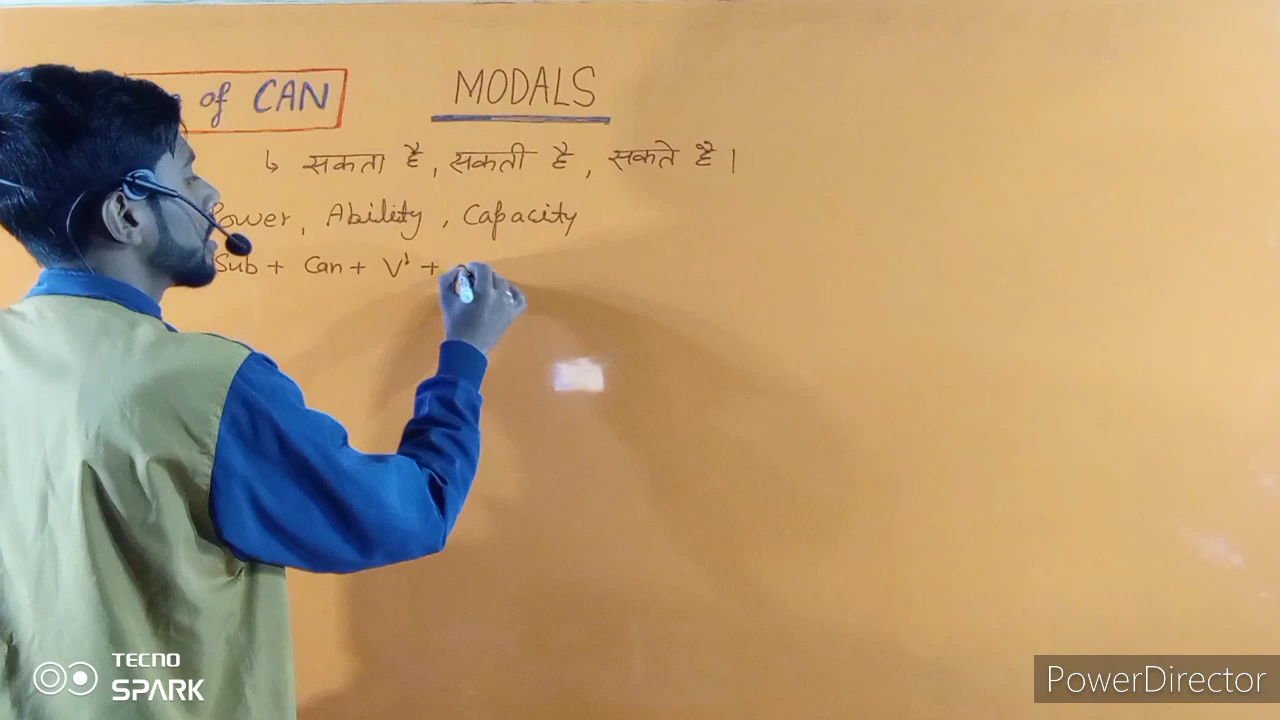 of CAN
MODALS
↳ सकता है, सकती है, सकते है।
Power, Ability, Capacity
Sub + Can + V¹ +
TECNO
SPARK
PowerDirector